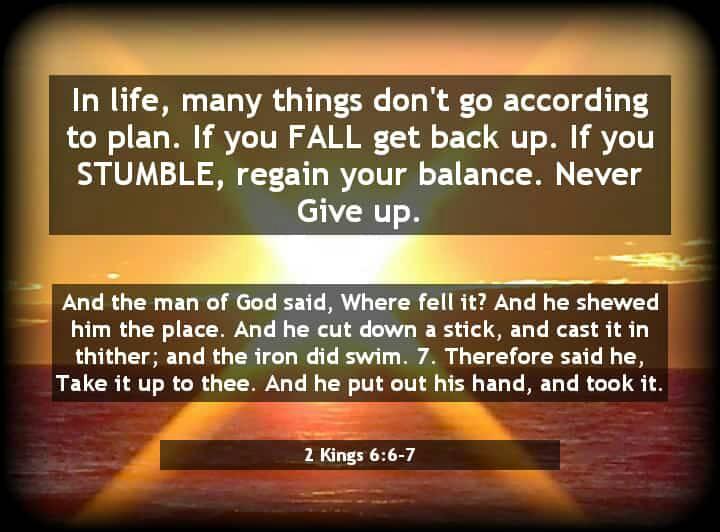 In life, many things don't go according
to plan. If you FALL get back up. If you
STUMBLE, regain your balance. Never
Give up.
And the man of God said, Where fell it? And he shewed
him the place. And he cut down a stick, and cast it in
thither; and the iron did swim. 7. Therefore said he,
Take it up to thee. And he put out his hand, and took it.
2 Kings 6:6-7